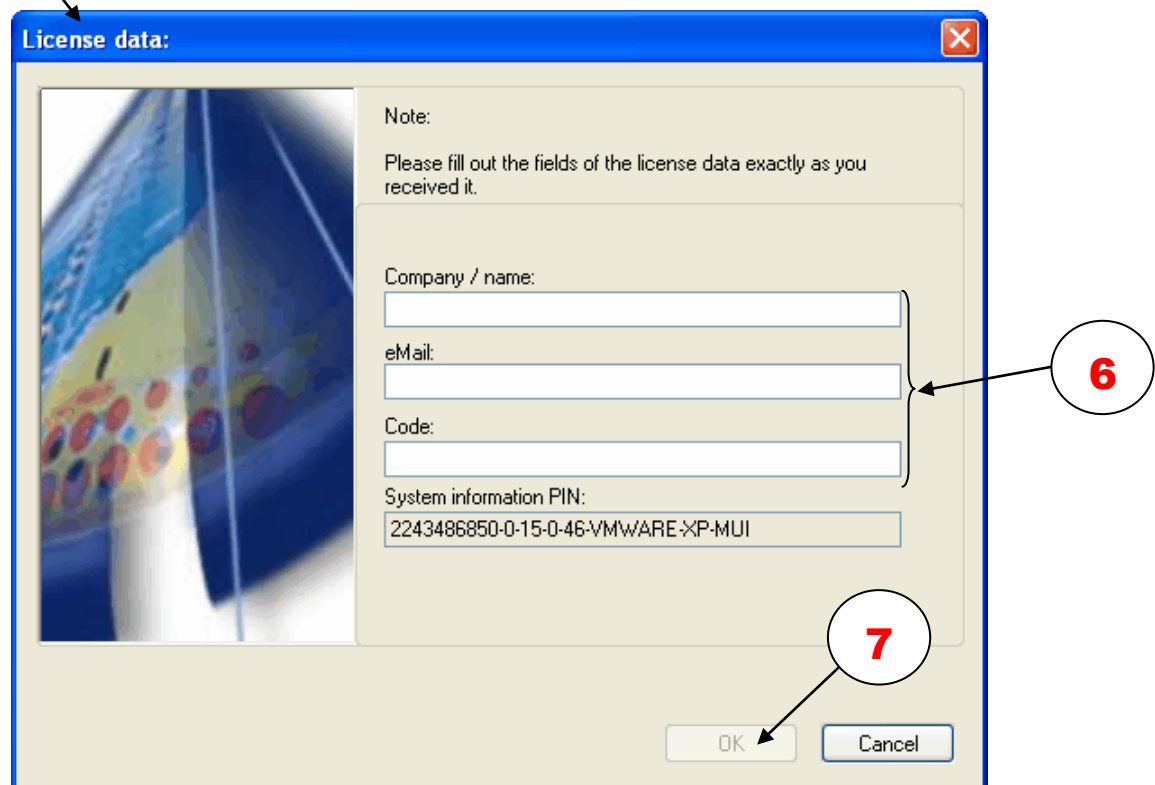 License data:
Note:
Please fill out the fields of the license data exactly as you
received it.
Company / name:
eMail:
6
Code:
System information PIN:
2243486850-0-15-0-46-VMWARE-XP-MUI
7
OK
Cancel